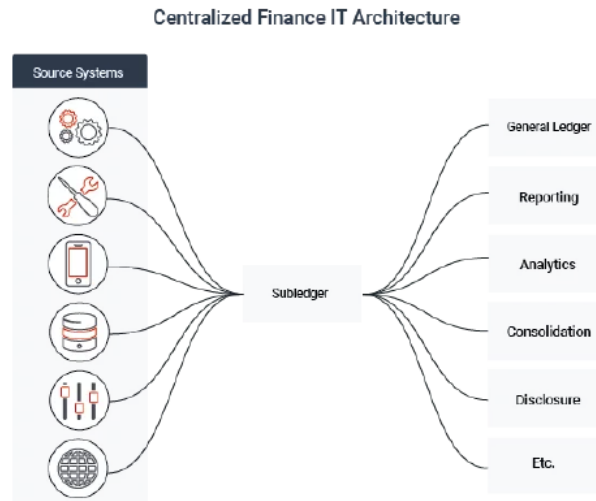 Centralized Finance IT Architecture
Source Systems
General Ledger
Reporting
Analytics
Subledger
Consolidation
Disclosure
Etc.